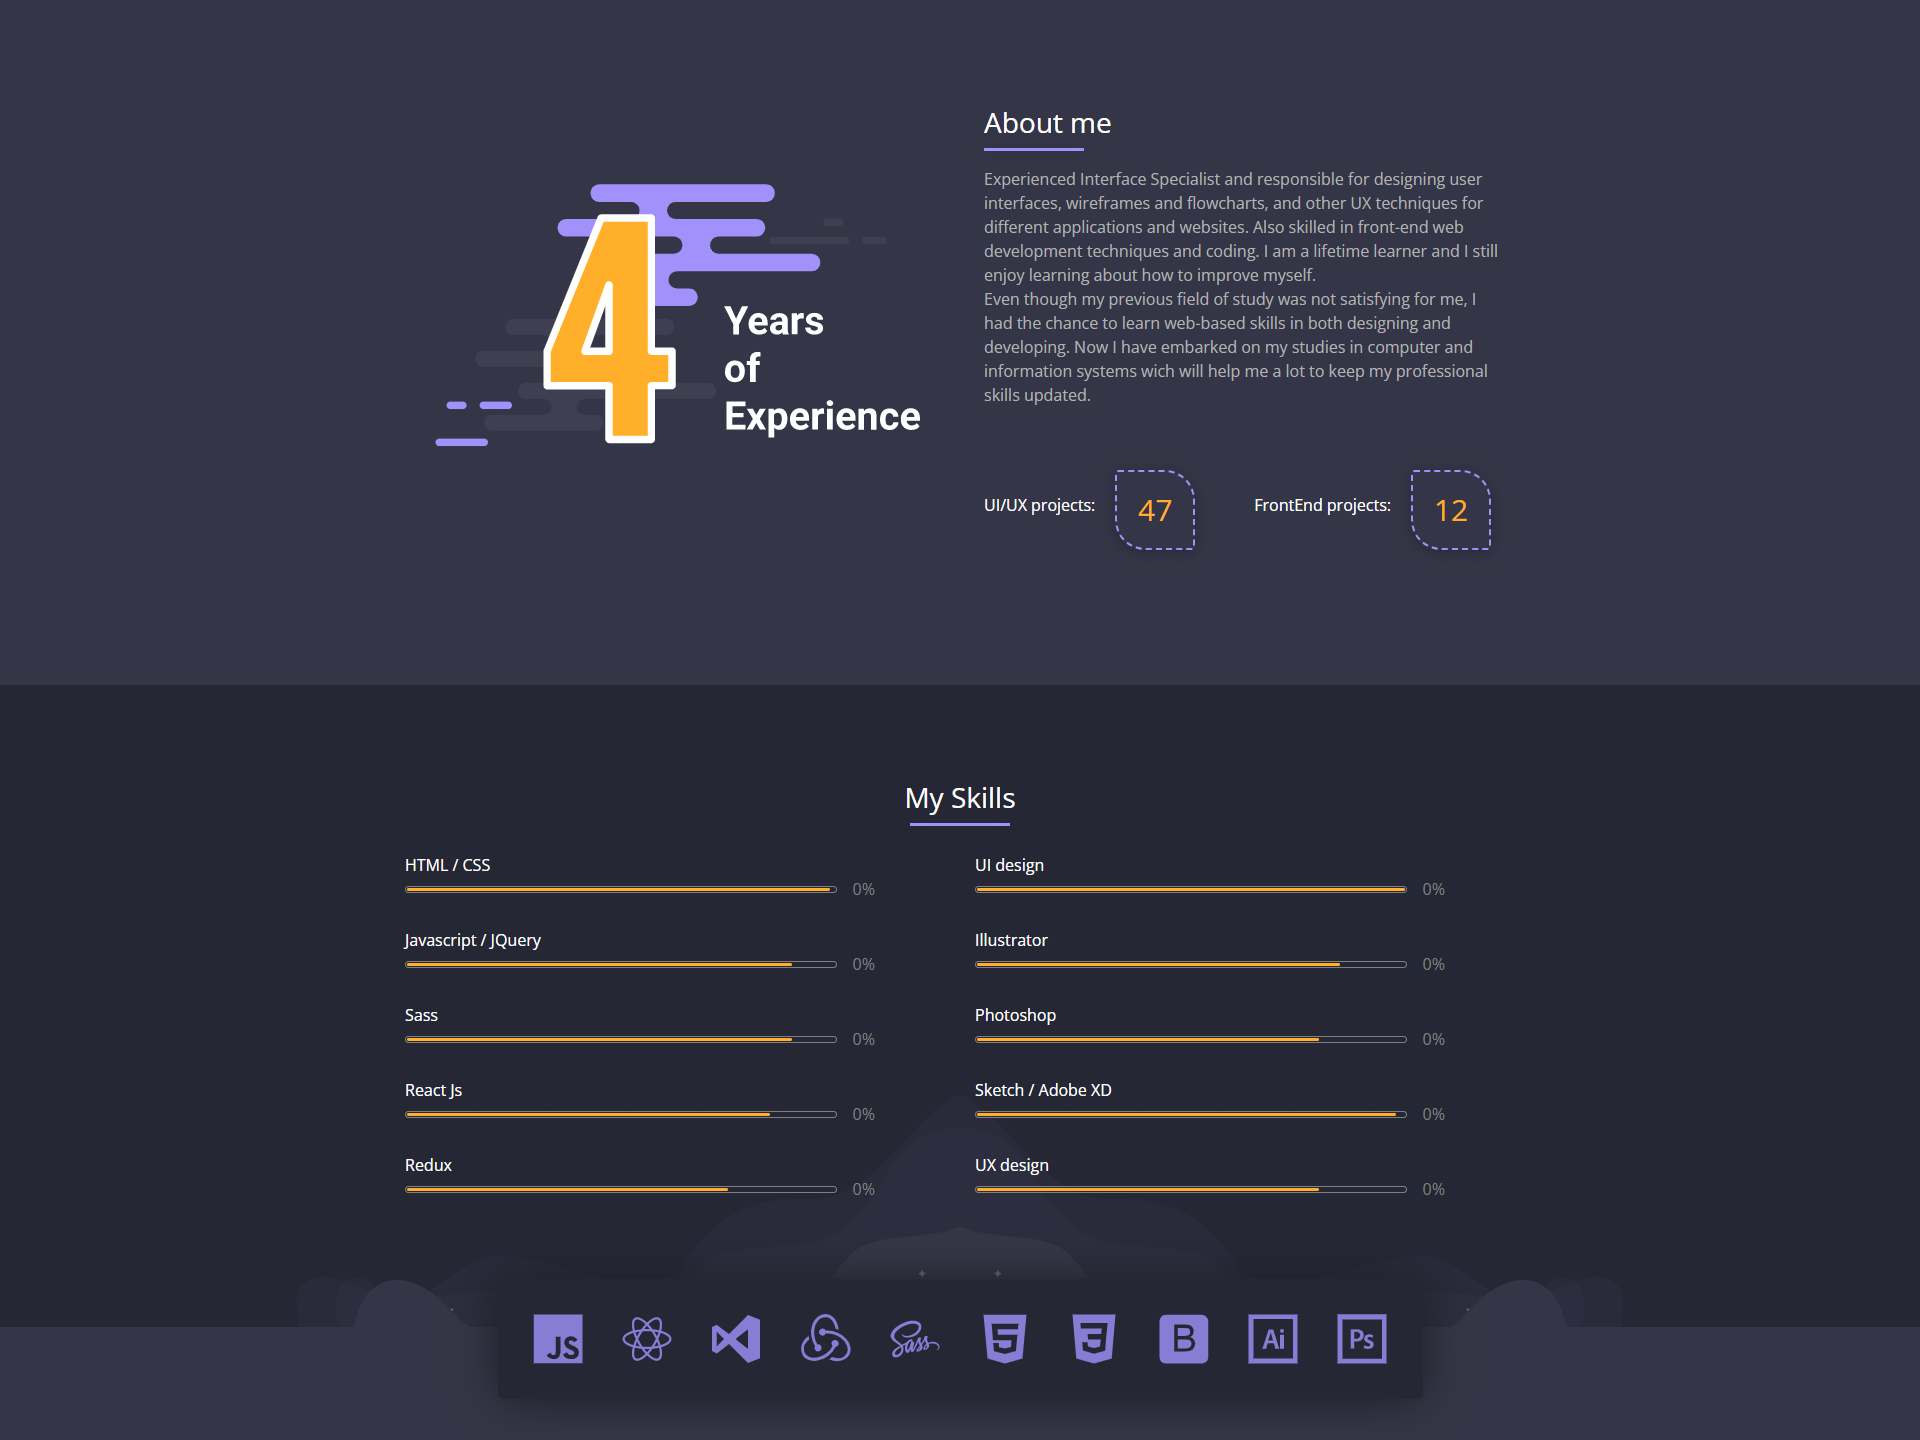 4
Years
of
Experience
About me
Experienced Interface Specialist and responsible for designing user
interfaces, wireframes and flowcharts, and other UX techniques for
different applications and websites. Also skilled in front-end web
development techniques and coding. I am a lifetime learner and I still
enjoy learning about how to improve myself.
Even though my previous field of study was not satisfying for me, I
had the chance to learn web-based skills in both designing and
developing. Now I have embarked on my studies in computer and
information systems wich will help me a lot to keep my professional
skills updated.
UI/UX projects:
47
FrontEnd projects:
12
My Skills
HTML / CSS
0%
Javascript / JQuery
0%
Sass
0%
React Js
0%
Redux
0%
UI design
0%
Illustrator
0%
Photoshop
0%
Sketch / Adobe XD
0%
UX design
0%
JS
Sass
5
3
B
Ai
Ps